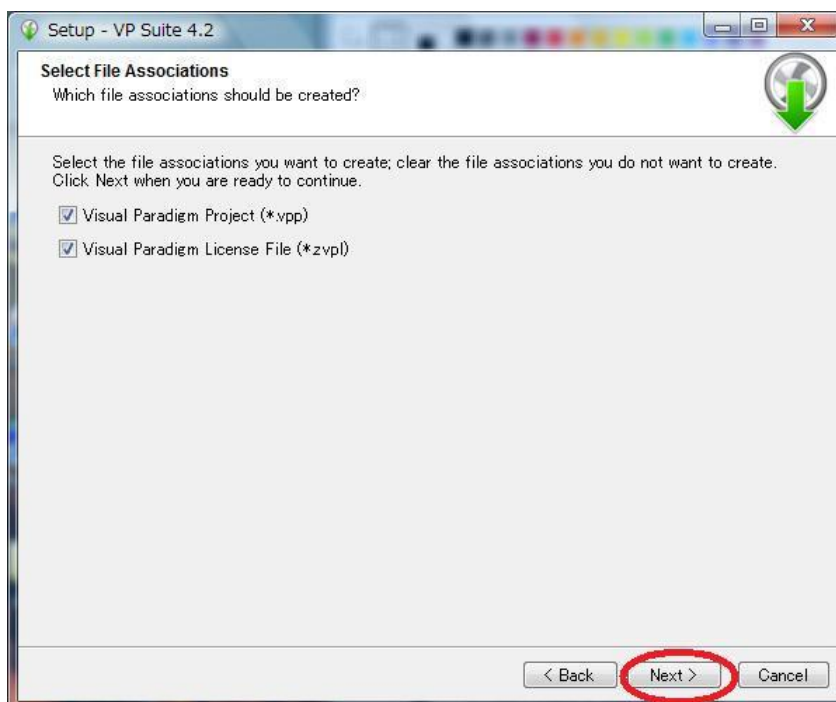 Setup - VP Suite 4.2
Select File Associations
Which file associations should be created?
Select the file associations you want to create; clear the file associations you do not want to create.
Click Next when you are ready to continue.
Visual Paradigm Project (*.vpp)
Visual Paradigm License File (*zvpl)
< Back
Next >
Cancel